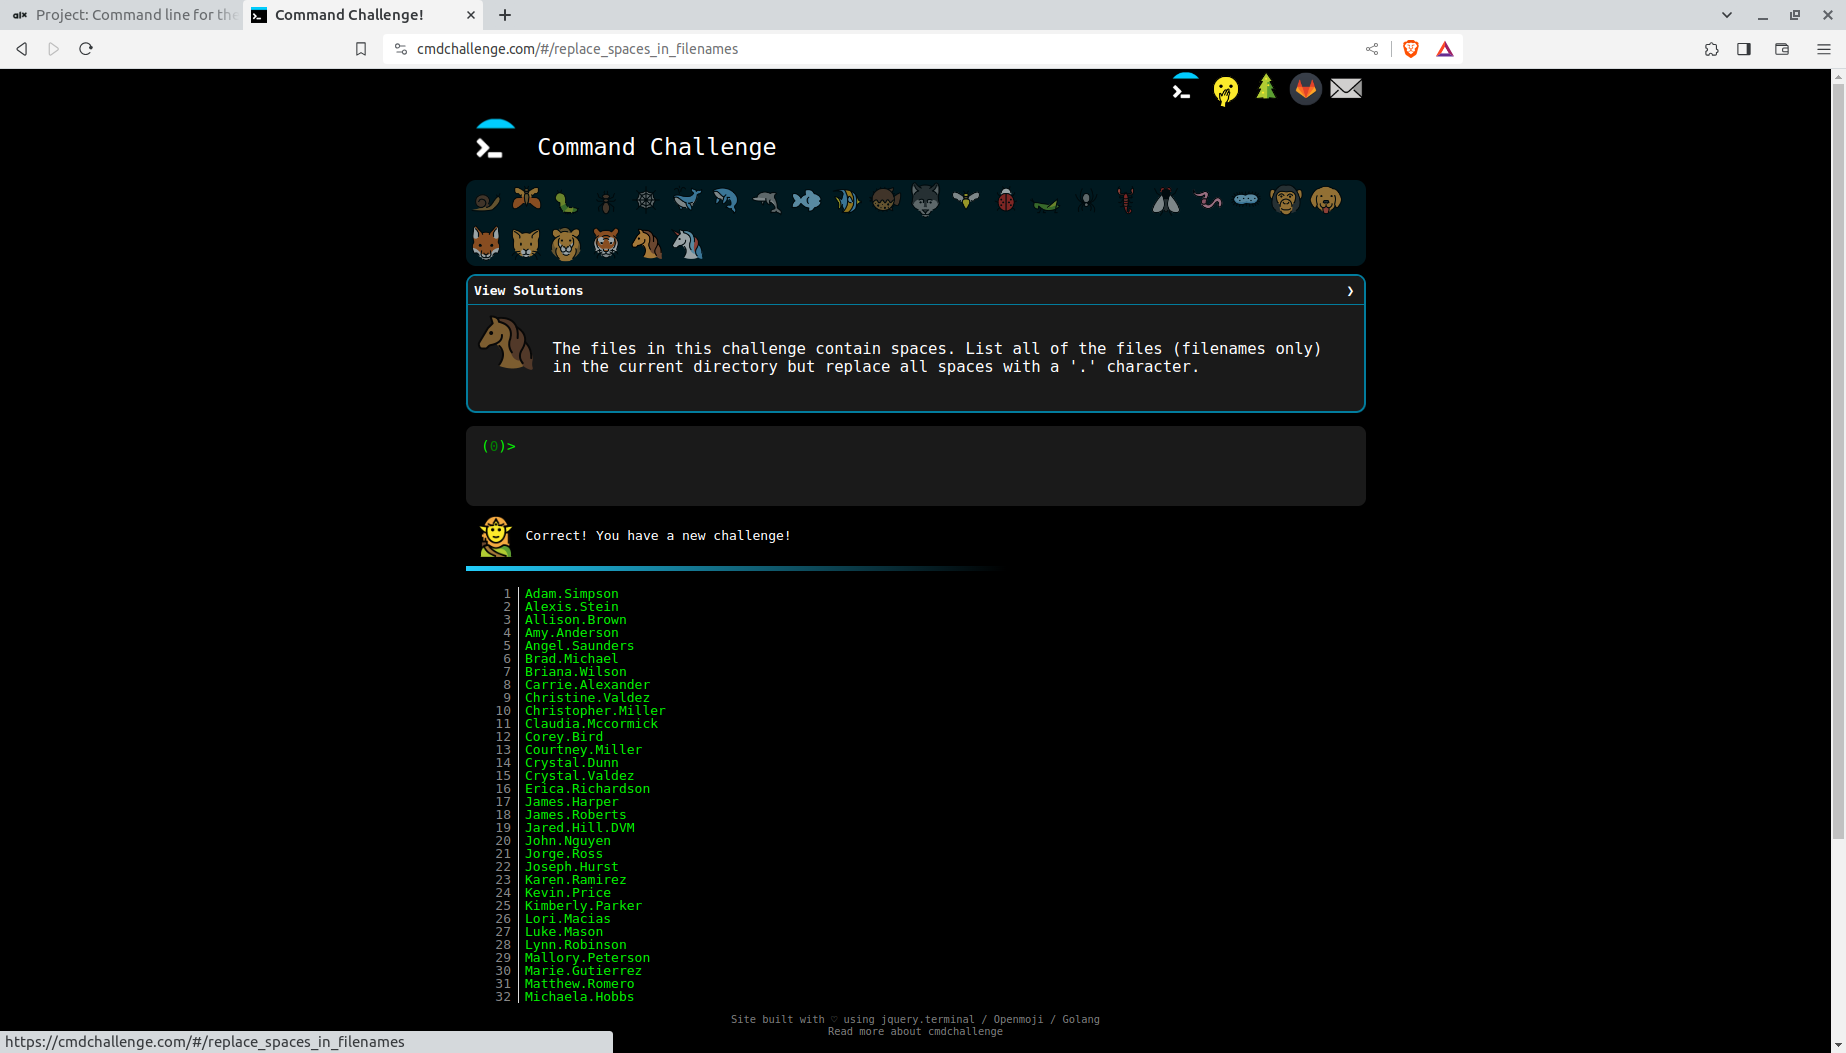 alx Project: Command line for the
Command Challenge!
cmdchallenge.com/#/replace_spaces_in_filenames
Command Challenge
View Solutions
The files in this challenge contain spaces. List all of the files (filenames only)
in the current directory but replace all spaces with a '.' character.
(0)>
Correct! You have a new challenge!
1 Adam.Simpson
2 Alexis.Stein
3 Allison.Brown
4 Amy.Anderson
5 Angel.Saunders
6 Brad.Michael
7 Briana.Wilson
8 Carrie.Alexander
9 Christine.Valdez
10 Christopher.Miller
11 Claudia.Mccormick
12 Corey.Bird
13 Courtney.Miller
14 Crystal.Dunn
15 Crystal.Valdez
16 Erica.Richardson
17 James.Harper
18 James.Roberts
19 Jared.Hill.DVM
20 John.Nguyen
21 Jorge.Ross
22 Joseph.Hurst
23 Karen.Ramirez
24 Kevin.Price
25 Kimberly.Parker
26 Lori.Macias
27 Luke.Mason
28 Lynn.Robinson
29 Mallory.Peterson
30 Marie.Gutierrez
31 Matthew.Romero
32 Michaela.Hobbs
Site built with ♡ using jquery.terminal / Openmoji / Golang
Read more about cmdchallenge
https://cmdchallenge.com/#/replace_spaces_in_filenames